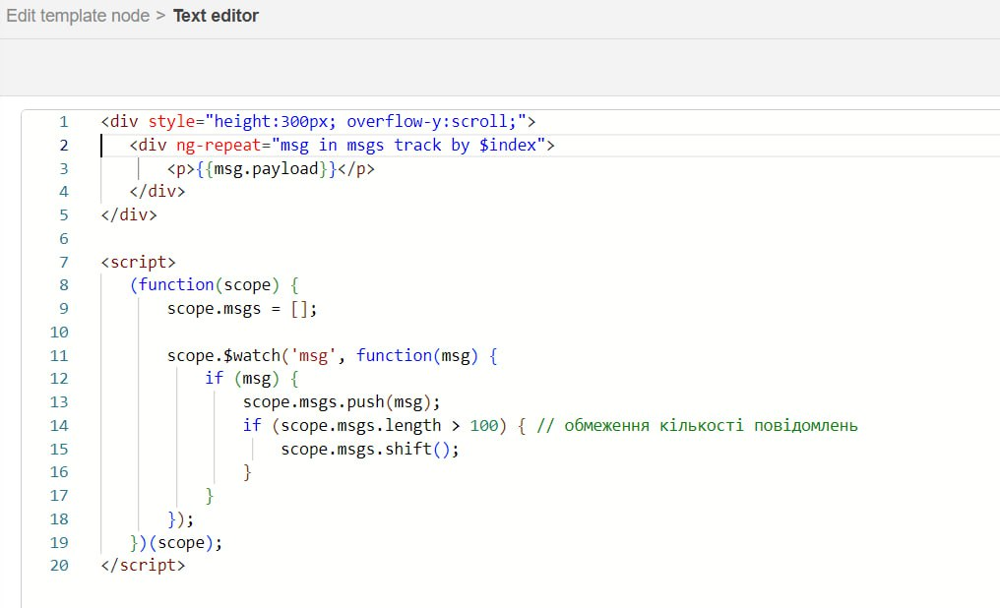 Edit template node > Text editor
1 <div style="height:300px; overflow-y:scroll;">
2 <div ng-repeat="msg in msgs track by $index">
3 <p>{{msg.payload}}</p>
4 </div>
5 </div>
6
7 <script>
8 (function(scope) {
9 scope.msgs = [];
10
11 scope.$watch('msg', function(msg) {
12 if (msg) {
13 scope.msgs.push(msg);
14 if (scope.msgs.length > 100) { // обмеження кількості повідомлень
15 scope.msgs.shift();
16 }
17 }
18 });
19 })(scope);
20 </script>